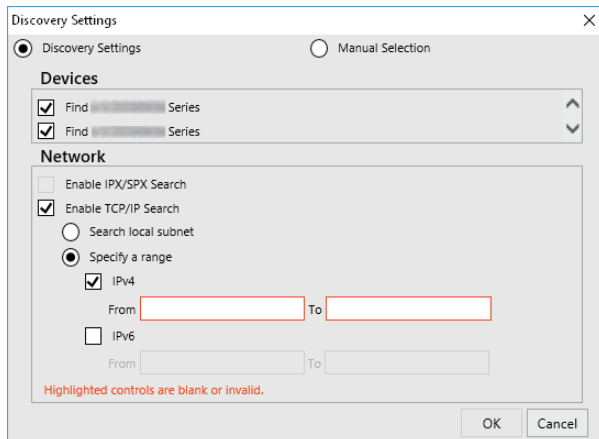 Discovery Settings
Discovery Settings Manual Selection
Devices
Find Series
Find Series
Network
Enable IPX/SPX Search
Enable TCP/IP Search
Search local subnet
Specify a range
IPv4
From To
IPv6
From To
Highlighted controls are blank or invalid.
OK Cancel